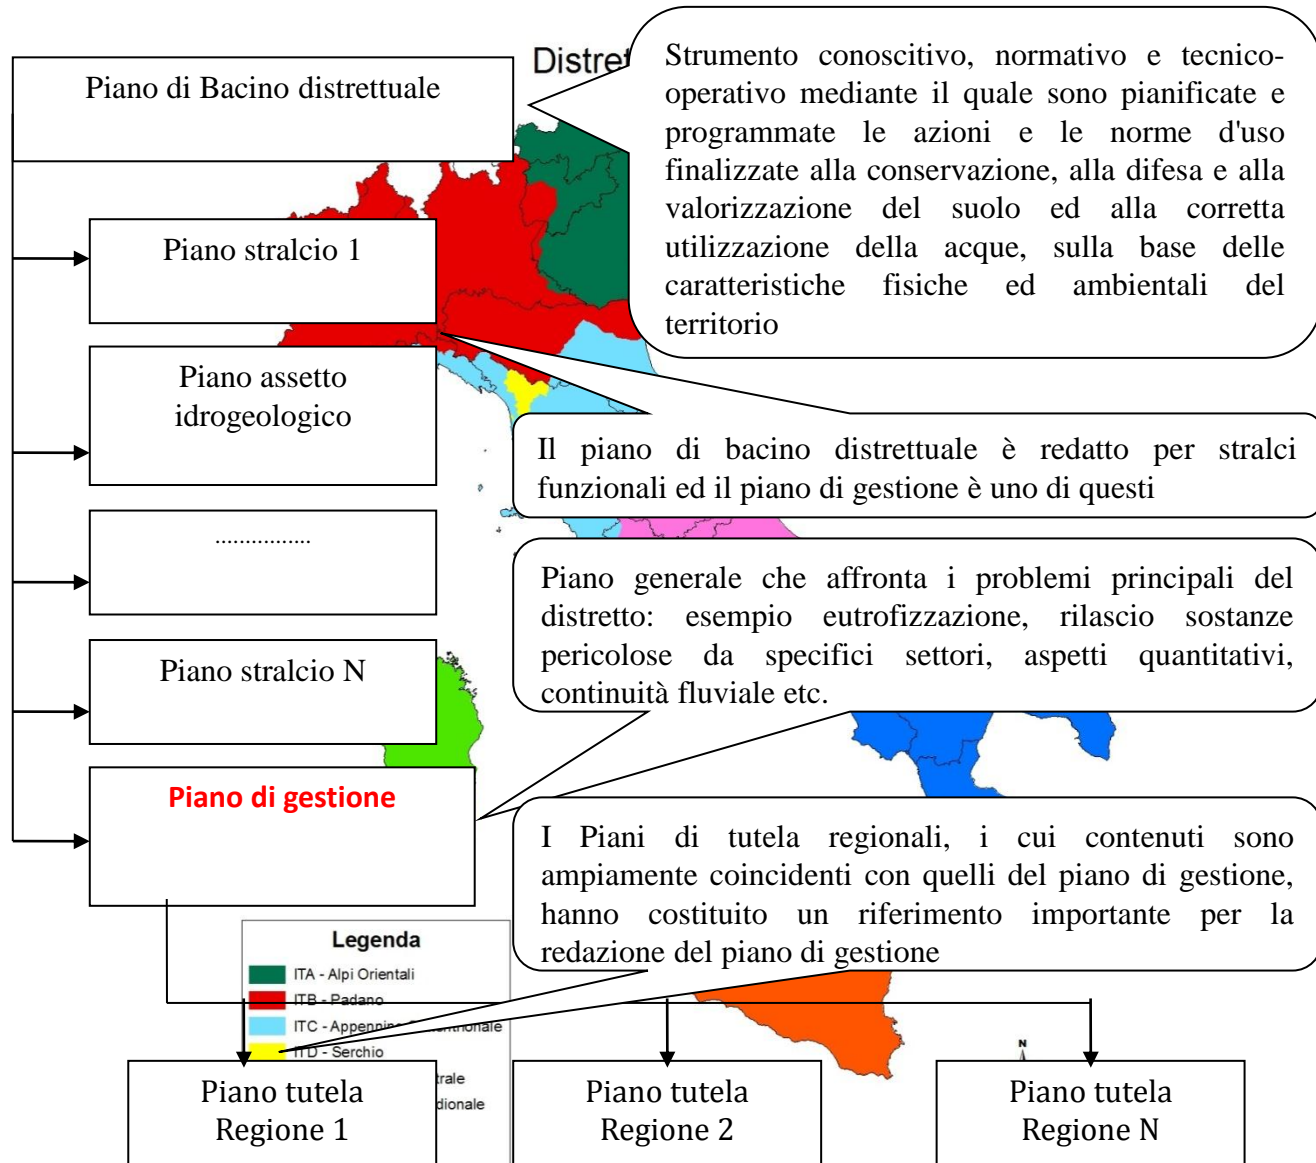 Distret
Piano di Bacino distrettuale
Strumento conoscitivo, normativo e tecnico-
operativo mediante il quale sono pianificate e
programmate le azioni e le norme d'uso
finalizzate alla conservazione, alla difesa e alla
valorizzazione del suolo ed alla corretta
utilizzazione della acque, sulla base delle
caratteristiche fisiche ed ambientali del
territorio
Piano stralcio 1
Piano assetto
idrogeologico
Il piano di bacino distrettuale è redatto per stralci
funzionali ed il piano di gestione è uno di questi
................
Piano generale che affronta i problemi principali del
distretto: esempio eutrofizzazione, rilascio sostanze
pericolose da specifici settori, aspetti quantitativi,
continuità fluviale etc.
Piano stralcio N
Piano di gestione
I Piani di tutela regionali, i cui contenuti sono
ampiamente coincidenti con quelli del piano di gestione,
hanno costituito un riferimento importante per la
redazione del piano di gestione
Legenda
ITA - Alpi Orientali
ITB - Padano
ITC - Appennino Settentrionale
ITD - Serchio
trale
dionale
N
Piano tutela
Regione 1
Piano tutela
Regione 2
Piano tutela
Regione N